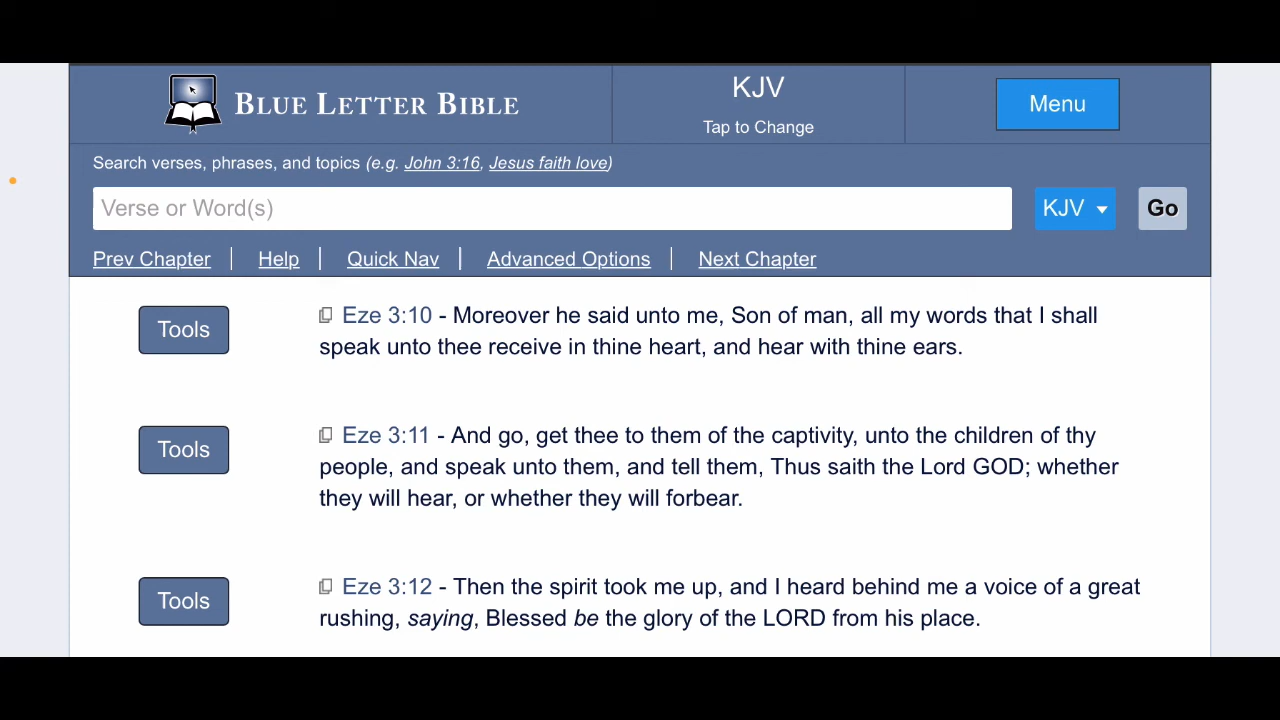 BLUE LETTER BIBLE
KJV
Tap to Change
Menu
Search verses, phrases, and topics (e.g. John 3:16, Jesus faith love)
Verse or Word(s)
KJV
Go
Prev Chapter | Help | Quick Nav | Advanced Options | Next Chapter
Tools
Eze 3:10 - Moreover he said unto me, Son of man, all my words that I shall
speak unto thee receive in thine heart, and hear with thine ears.
Tools
Eze 3:11 - And go, get thee to them of the captivity, unto the children of thy
people, and speak unto them, and tell them, Thus saith the Lord GOD; whether
they will hear, or whether they will forbear.
Tools
Eze 3:12 - Then the spirit took me up, and I heard behind me a voice of a great
rushing, saying, Blessed be the glory of the LORD from his place.